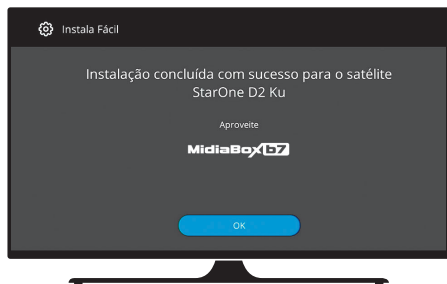 Instala Fácil
Instalação concluída com sucesso para o satélite
StarOne D2 Ku
Aproveite
MidiaBox b7
OK